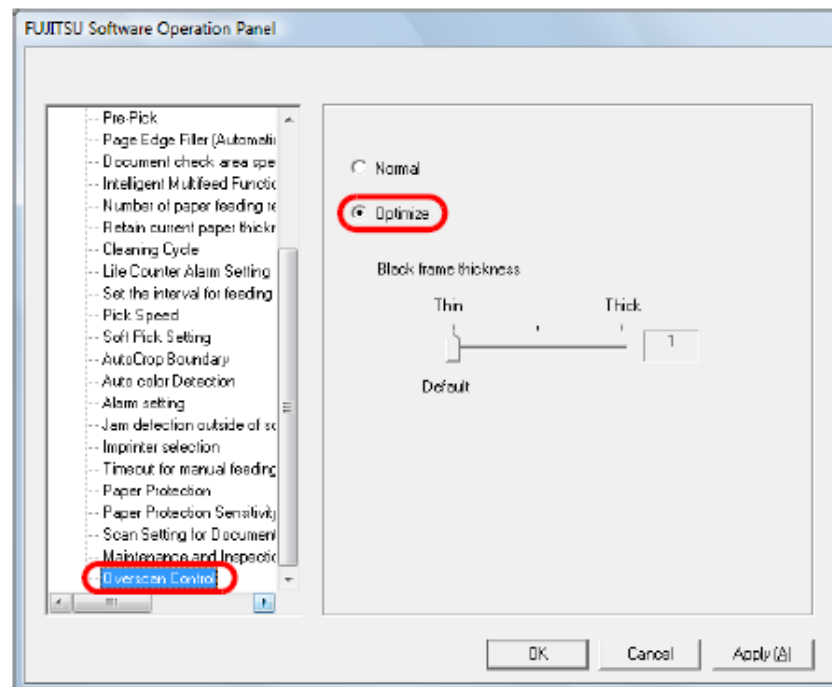 FUJITSU Software Operation Panel
Pre-Pick
Page Edge Filler (Automatic
Document check area spe
Intelligent Multifeed Functic
Number of paper feeding re
Retain current paper thickr
Cleaning Cycle
Life Counter Alarm Setting
Set the interval for feeding
Pick Speed
Soft Pick Setting
AutoCrop Boundary
Auto color Detection
Alarm setting
Jam detection outside of sc
Imprinter selection
Timeout for manual feeding
Paper Protection
Paper Protection Sensitivity
Scan Setting for Document
Maintenance and Inspectic
Overscan Control
Normal
Optimize
Black frame thickness
Thin Thick
1
Default
OK Cancel Apply (A)